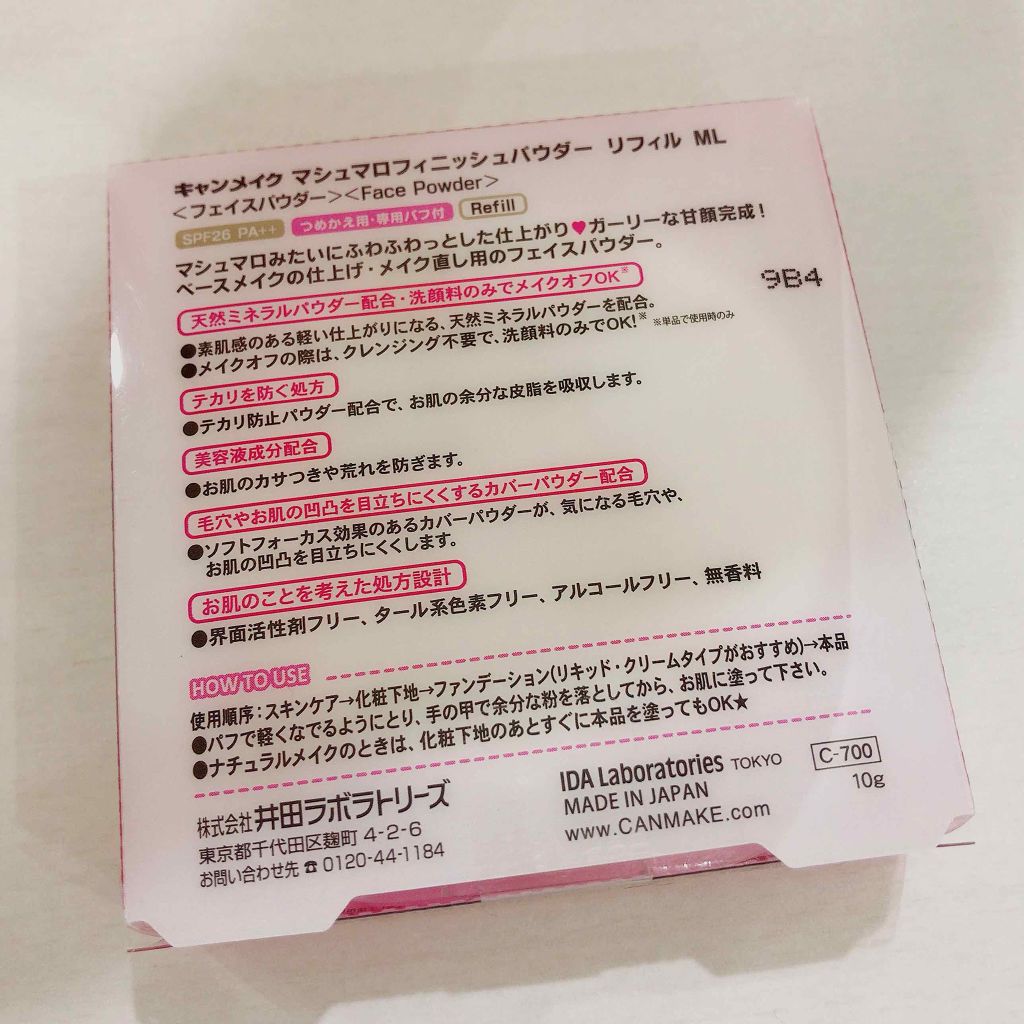 キャンメイク マシュマロフィニッシュパウダー リフィル ML
＜フェイスパウダー＞＜Face Powder＞
SPF26 PA++ つめかえ用・専用パフ付 Refill
マシュマロみたいにふわふわっとした仕上がり♥ガーリーな甘顔完成！
ベースメイクの仕上げ・メイク直し用のフェイスパウダー。
9B4
天然ミネラルパウダー配合・洗顔料のみでメイクオフOK※
●素肌感のある軽い仕上がりになる、天然ミネラルパウダーを配合。
●メイクオフの際は、クレンジング不要で、洗顔料のみでOK!※ ※単品で使用時のみ
テカリを防ぐ処方
●テカリ防止パウダー配合で、お肌の余分な皮脂を吸収します。
美容液成分配合
●お肌のカサつきや荒れを防ぎます。
毛穴やお肌の凹凸を目立ちにくくするカバーパウダー配合
●ソフトフォーカス効果のあるカバーパウダーが、気になる毛穴や、
お肌の凹凸を目立ちにくくします。
お肌のことを考えた処方設計
●界面活性剤フリー、タール系色素フリー、アルコールフリー、無香料
HOW TO USE
使用順序：スキンケア→化粧下地→ファンデーション(リキッド・クリームタイプがおすすめ)→本品
●パフで軽くなでるようにとり、手の甲で余分な粉を落としてから、お肌に塗って下さい。
●ナチュラルメイクのときは、化粧下地のあとすぐに本品を塗ってもOK★
株式会社 井田ラボラトリーズ
東京都千代田区麹町 4-2-6
お問い合わせ先 ☎ 0120-44-1184
IDA Laboratories TOKYO
MADE IN JAPAN
www.CANMAKE.com
C-700
10g